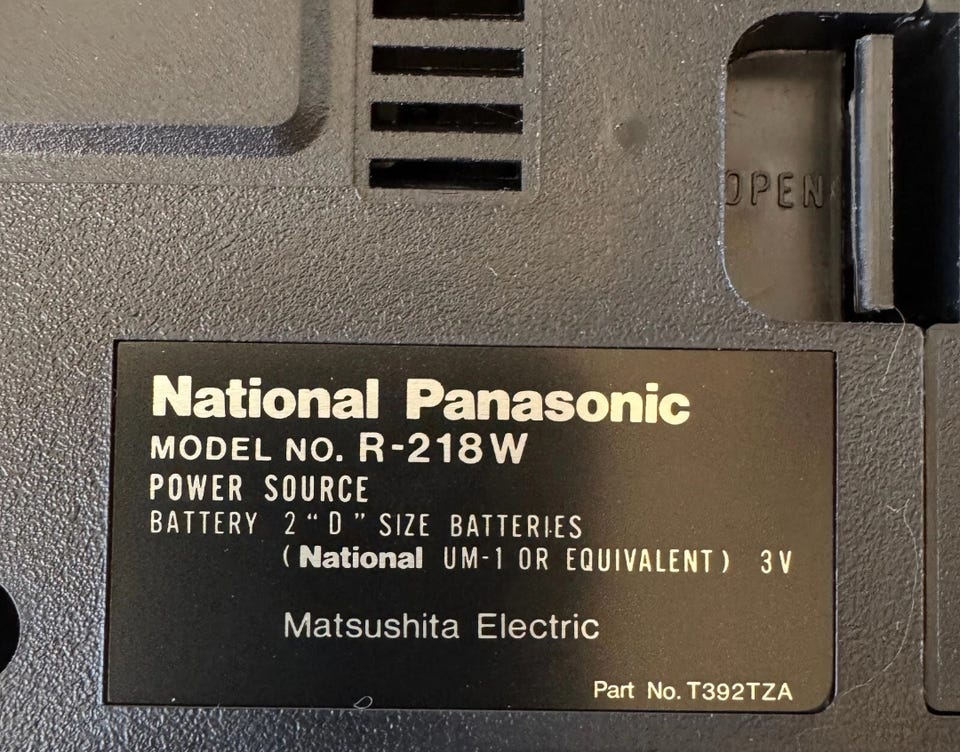 OPEN
National Panasonic
MODEL NO. R-218W
POWER SOURCE
BATTERY 2 “D” SIZE BATTERIES
(National UM-1 OR EQUIVALENT) 3V
Matsushita Electric
Part No. T392TZA